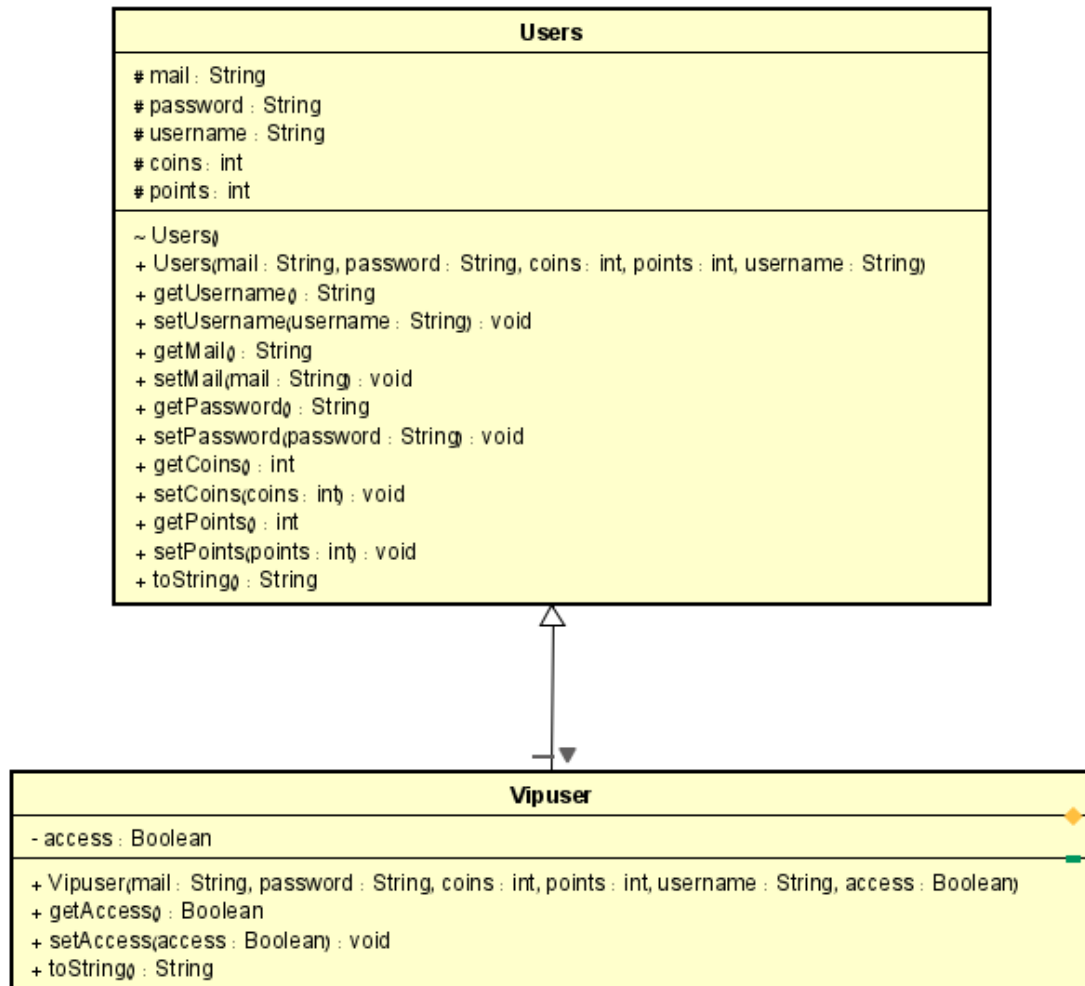 Users
# mail : String
# password : String
# username : String
# coins : int
# points : int
~ Users()
+ Users(mail : String, password : String, coins : int, points : int, username : String)
+ getUsername() : String
+ setUsername(username : String) : void
+ getMail() : String
+ setMail(mail : String) : void
+ getPassword() : String
+ setPassword(password : String) : void
+ getCoins() : int
+ setCoins(coins : int) : void
+ getPoints() : int
+ setPoints(points : int) : void
+ toString() : String
Vipuser
- access : Boolean
+ Vipuser(mail : String, password : String, coins : int, points : int, username : String, access : Boolean)
+ getAccess() : Boolean
+ setAccess(access : Boolean) : void
+ toString() : String